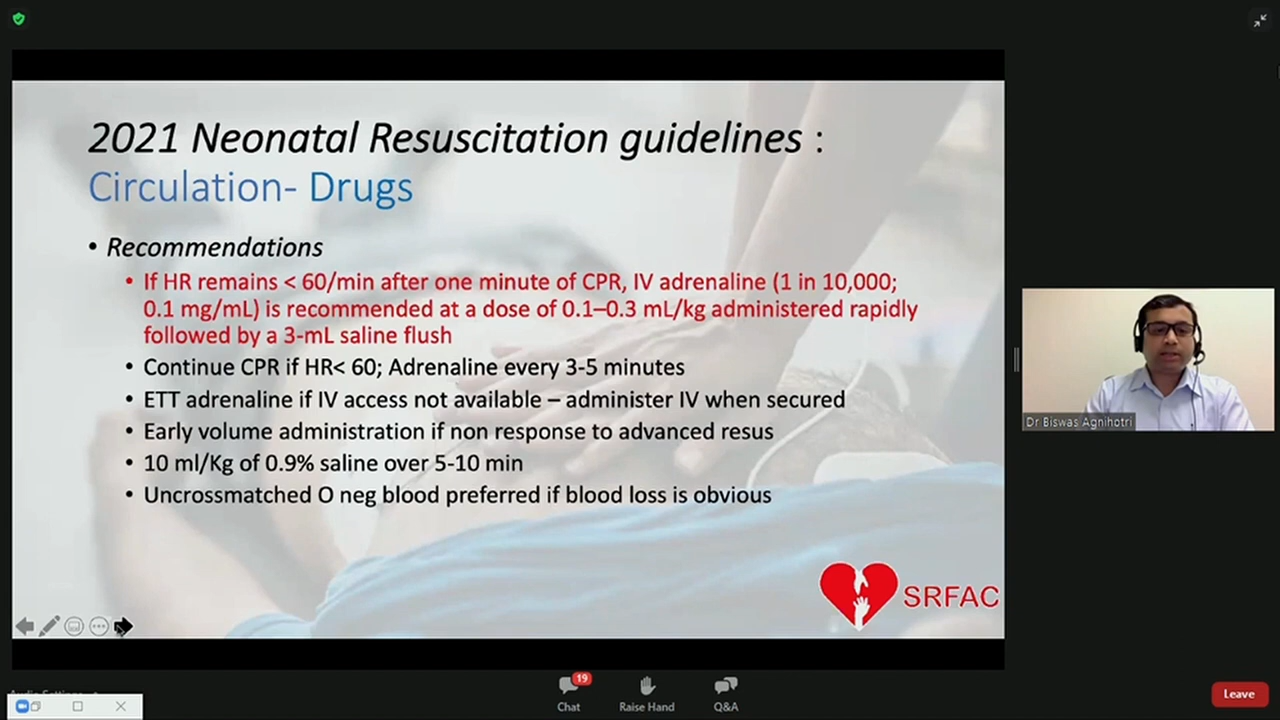 2021 Neonatal Resuscitation guidelines :
Circulation- Drugs
• Recommendations
• If HR remains < 60/min after one minute of CPR, IV adrenaline (1 in 10,000;
0.1 mg/mL) is recommended at a dose of 0.1–0.3 mL/kg administered rapidly
followed by a 3-mL saline flush
• Continue CPR if HR< 60; Adrenaline every 3-5 minutes
• ETT adrenaline if IV access not available – administer IV when secured
• Early volume administration if non response to advanced resus
• 10 ml/Kg of 0.9% saline over 5-10 min
• Uncrossmatched O neg blood preferred if blood loss is obvious
SRFAC
Dr Biswas Agnihotri
19
Chat
Raise Hand
Q&A
Leave